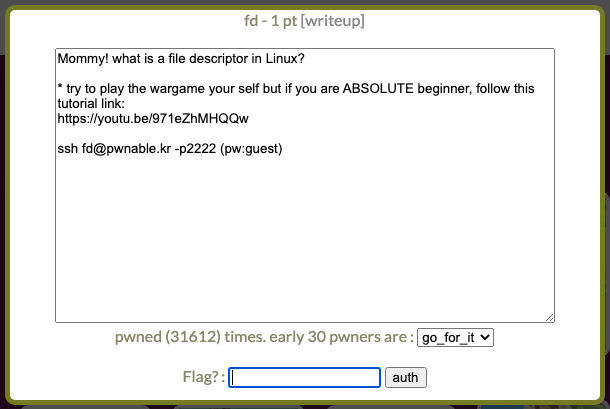 fd - 1 pt [writeup]
Mommy! what is a file descriptor in Linux?
* try to play the wargame your self but if you are ABSOLUTE beginner, follow this
tutorial link:
https://youtu.be/971eZhMHQQw
ssh fd@pwnable.kr -p2222 (pw:guest)
pwned (31612) times. early 30 pwners are : go_for_it
Flag? : auth